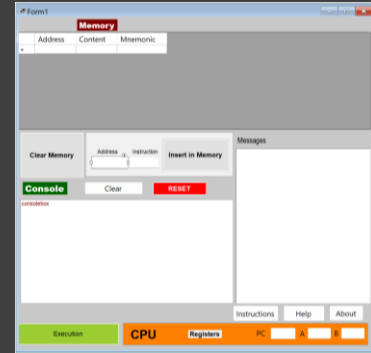 Form1
Memory
Address Content Mnemonic
Clear Memory
Address Instruction
Insert in Memory
Messages
Console
Clear
RESET
consolebox
Instructions Help About
Execution
CPU
Registers
PC A B